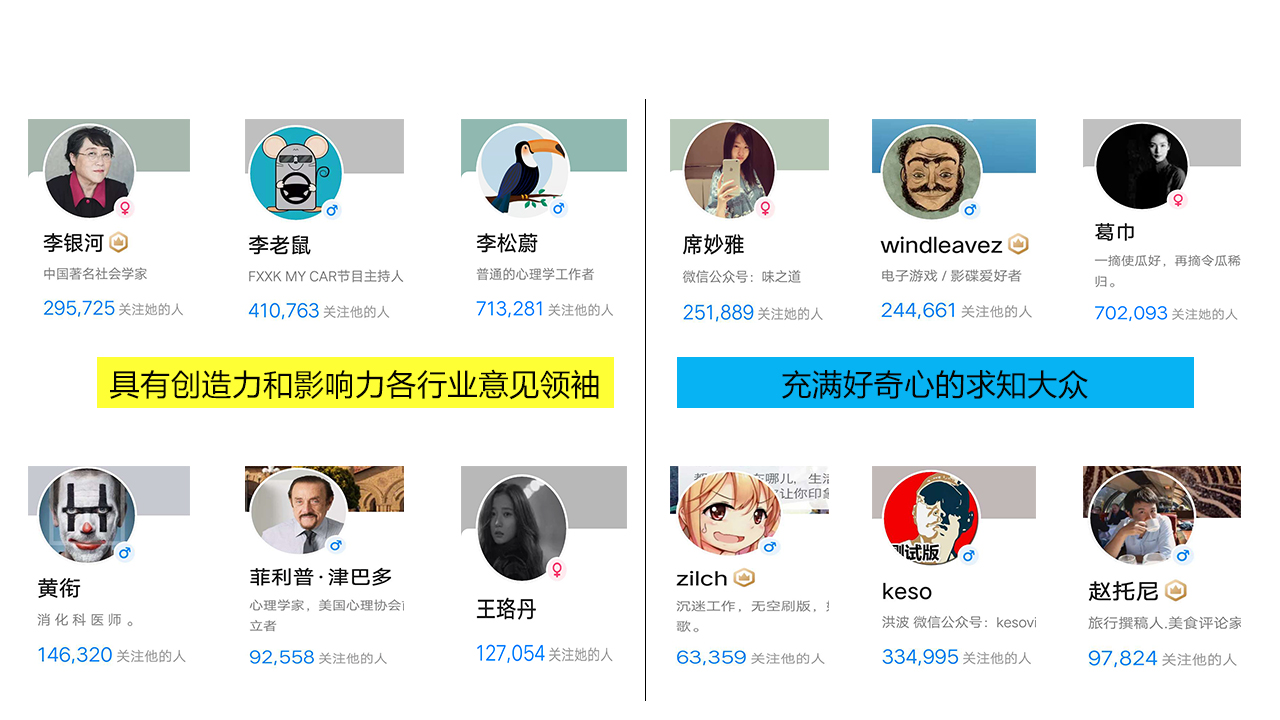 李银河
中国著名社会学家
295,725 关注她的人
李老鼠
FXXK MY CAR节目主持人
410,763 关注他的人
李松蔚
普通的心理学工作者
713,281 关注他的人
具有创造力和影响力各行业意见领袖
黄衔
消化科医师。
146,320 关注他的人
菲利普·津巴多
心理学家，美国心理协会
立者
92,558 关注他的人
王珞丹
127,054 关注她的人
席妙雅
微信公众号：味之道
251,889 关注她的人
windleavez
电子游戏 / 影碟爱好者
244,661 关注他的人
葛巾
一摘使瓜好，再摘令瓜稀
归。
702,093 关注她的人
充满好奇心的求知大众
在哪儿，生活
让你印象
zilch
沉迷工作，无空刷版，
歌。
63,359 关注他的人
测试版
keso
洪波 微信公众号：kesovi
334,995 关注他的人
赵托尼
旅行撰稿人.美食评论家
97,824 关注他的人